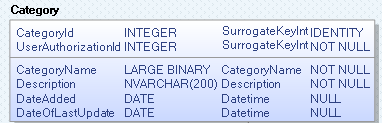 Category
CategoryId INTEGER SurrogateKeyInt IDENTITY
UserAuthorizationId INTEGER SurrogateKeyInt NOT NULL
CategoryName LARGE BINARY CategoryName NOT NULL
Description NVARCHAR(200) Description NOT NULL
DateAdded DATE Datetime NULL
DateOfLastUpdate DATE Datetime NULL